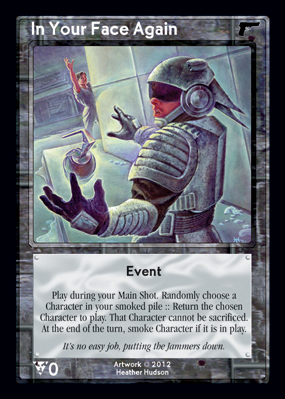 In Your Face Again
Event
Play during your Main Shot. Randomly choose a
Character in your smoked pile :: Return the chosen
Character to play. That Character cannot be sacrificed.
At the end of the turn, smoke Character if it is in play.
It's no easy job, putting the Jammers down.
0
Artwork © 2012
Heather Hudson